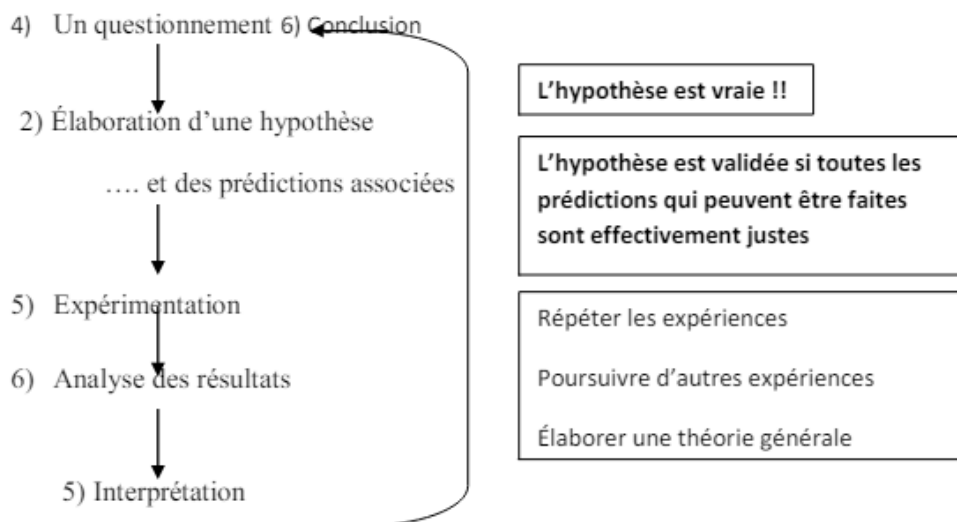 4) Un questionnement 6) Conclusion
2) Élaboration d'une hypothèse
…. et des prédictions associées
5) Expérimentation
6) Analyse des résultats
5) Interprétation
L'hypothèse est vraie !!
L'hypothèse est validée si toutes les
prédictions qui peuvent être faites
sont effectivement justes
Répéter les expériences
Poursuivre d'autres expériences
Élaborer une théorie générale